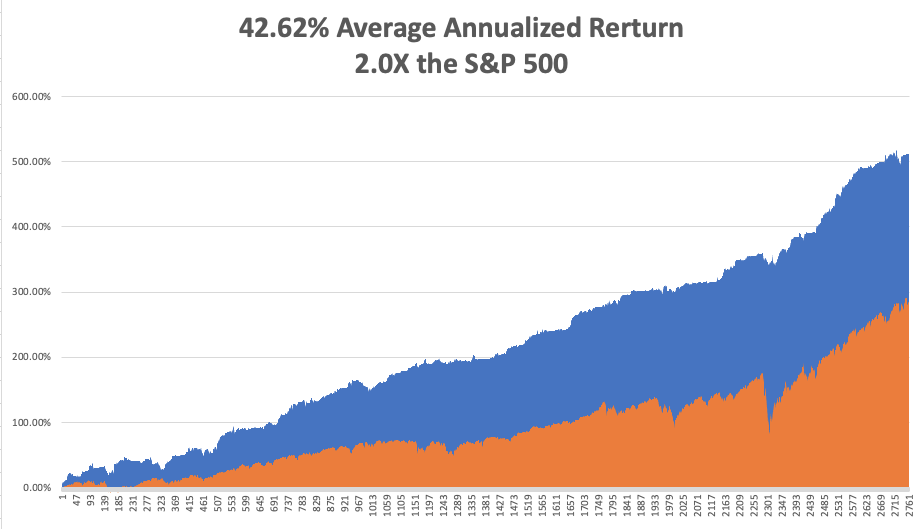 42.62% Average Annualized Rerturn
2.0X the S&P 500
600.00%
500.00%
400.00%
300.00%
200.00%
100.00%
0.00%
1 47 93 139 185 231 277 323 369 415 461 507 553 599 645 691 737 783 829 875 921 967 1013 1059 1105 1151 1197 1243 1289 1335 1381 1427 1473 1519 1565 1611 1657 1703 1749 1795 1841 1887 1933 1979 2025 2071 2117 2163 2209 2255 2301 2347 2393 2439 2485 2531 2577 2623 2669 2715 2761